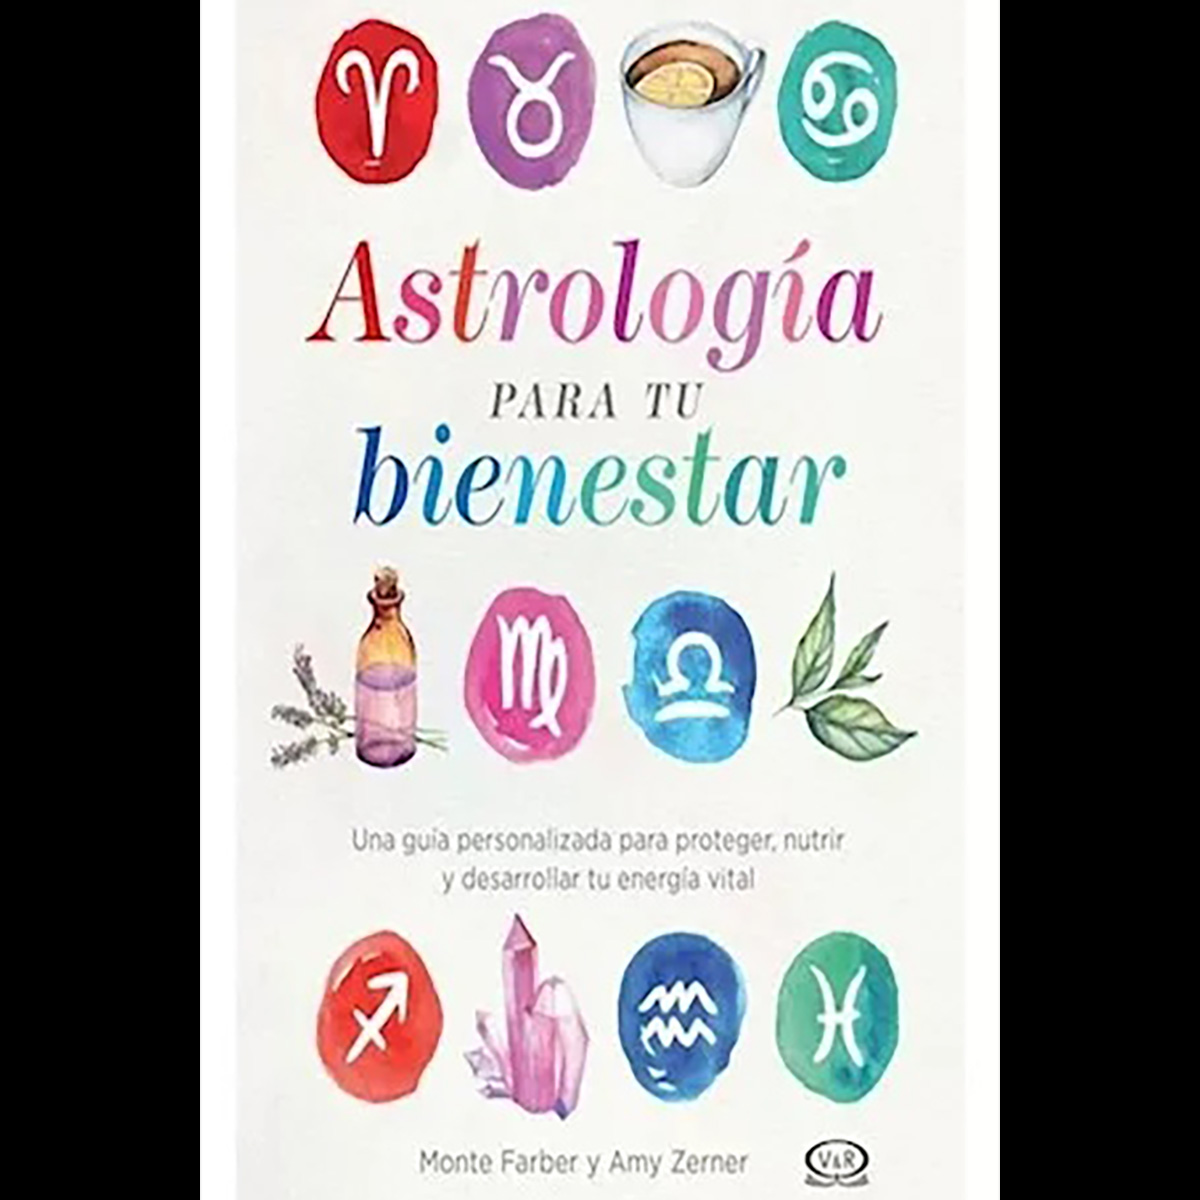 Astrología
PARA TU
bienestar
Una guía personalizada para proteger, nutrir
y desarrollar tu energía vital
Monte Farber y Amy Zerner
V&R